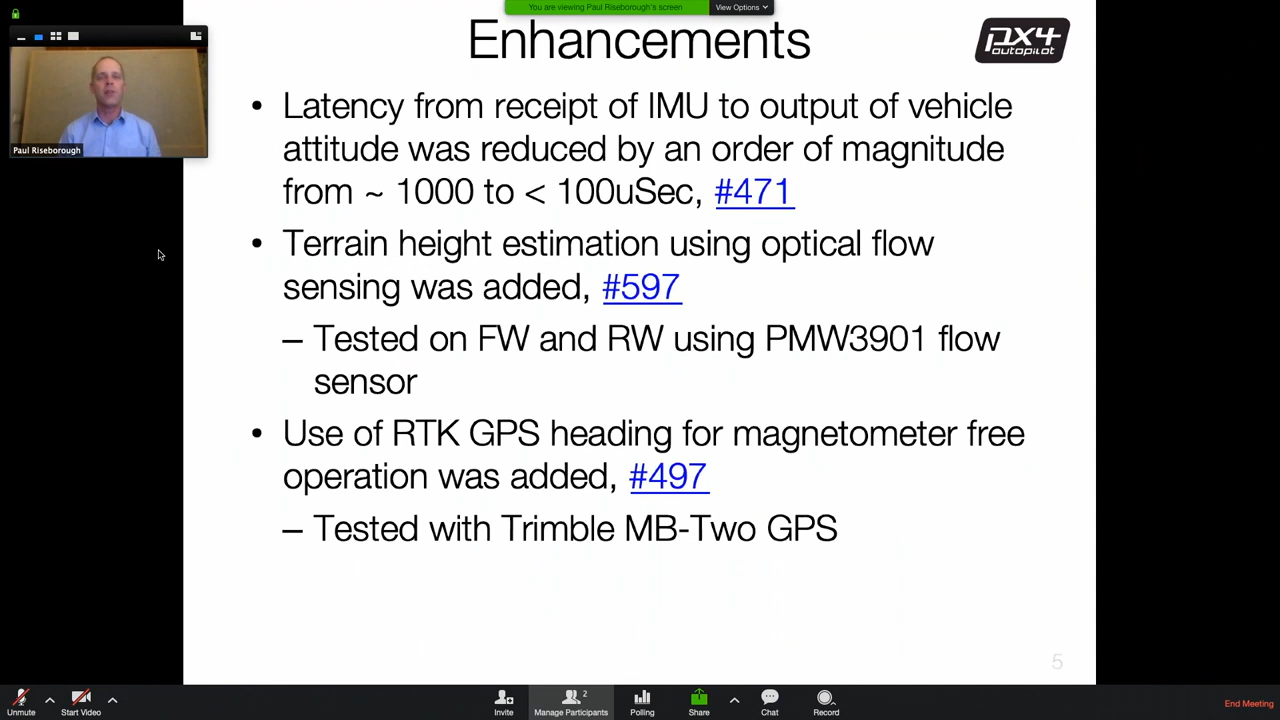 You are viewing Paul Riseborough's screen
View Options
Paul Riseborough
Enhancements
px4
autopilot
• Latency from receipt of IMU to output of vehicle
attitude was reduced by an order of magnitude
from ~ 1000 to < 100uSec, #471
• Terrain height estimation using optical flow
sensing was added, #597
– Tested on FW and RW using PMW3901 flow
sensor
• Use of RTK GPS heading for magnetometer free
operation was added, #497
– Tested with Trimble MB-Two GPS
5
Unmute
Start Video
Invite
2
Manage Participants
Polling
Share
Chat
Record
End Meeting